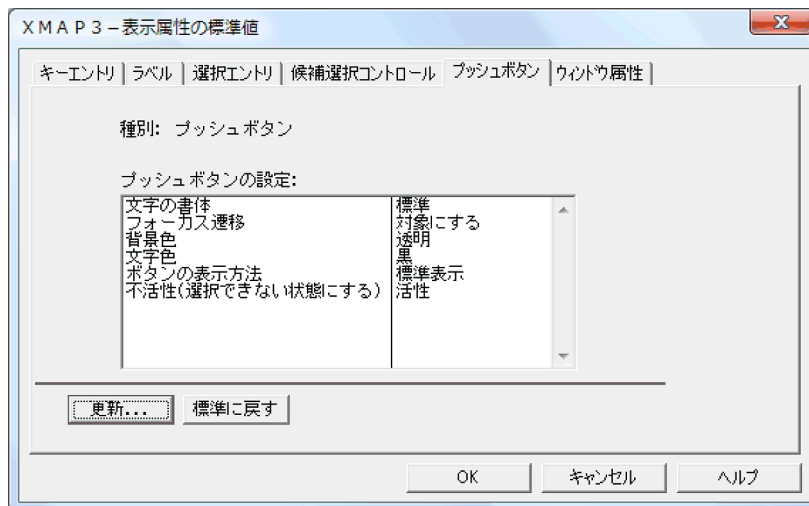 XMAP3－表示属性の標準値
キーエントリ ラベル 選択エントリ 候補選択コントロール プッシュボタン ウィンドウ属性
種別: プッシュボタン
プッシュボタンの設定:
文字の書体 標準
フォーカス遷移 対象にする
背景色 透明
文字色 黒
ボタンの表示方法 標準表示
不活性(選択できない状態にする) 活性
更新... 標準に戻す
OK キャンセル ヘルプ